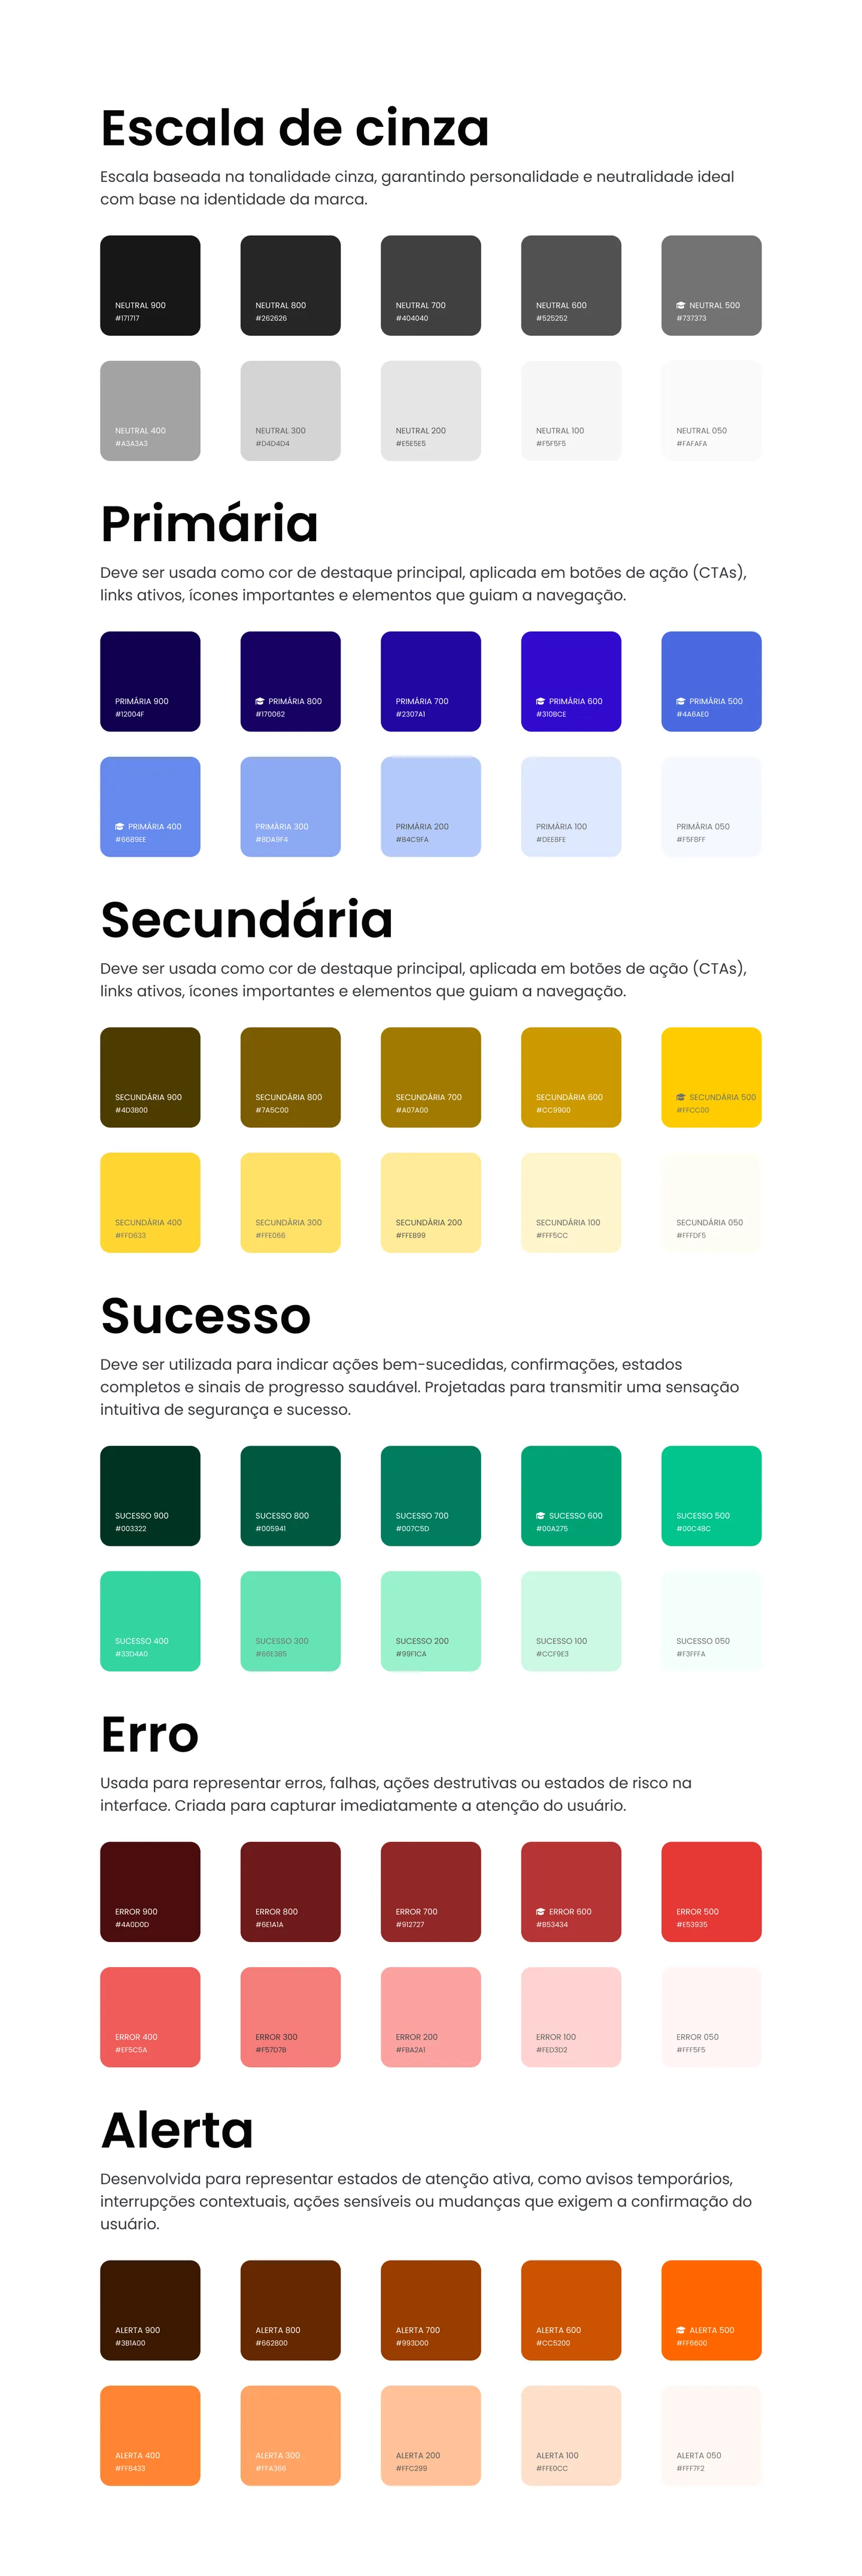 Escala de cinza
Escala baseada na tonalidade cinza, garantindo personalidade e neutralidade ideal
com base na identidade da marca.
NEUTRAL 900
#171717
NEUTRAL 800
#262626
NEUTRAL 700
#404040
NEUTRAL 600
#525252
NEUTRAL 500
#737373
NEUTRAL 400
#A3A3A3
NEUTRAL 300
#D4D4D4
NEUTRAL 200
#E5E5E5
NEUTRAL 100
#F5F5F5
NEUTRAL 050
#FAFAFA
Primária
Deve ser usada como cor de destaque principal, aplicada em botões de ação (CTAs),
links ativos, ícones importantes e elementos que guiam a navegação.
PRIMÁRIA 900
#12004F
PRIMÁRIA 800
#170062
PRIMÁRIA 700
#2307A1
PRIMÁRIA 600
#310BCE
PRIMÁRIA 500
#4A6AE0
PRIMÁRIA 400
#6689EE
PRIMÁRIA 300
#8DA9F4
PRIMÁRIA 200
#B4C9FA
PRIMÁRIA 100
#DEE8FE
PRIMÁRIA 050
#F5F8FF
Secundária
Deve ser usada como cor de destaque principal, aplicada em botões de ação (CTAs),
links ativos, ícones importantes e elementos que guiam a navegação.
SECUNDÁRIA 900
#4D3B00
SECUNDÁRIA 800
#7A5C00
SECUNDÁRIA 700
#A07A00
SECUNDÁRIA 600
#CC9900
SECUNDÁRIA 500
#FFCC00
SECUNDÁRIA 400
#FFD633
SECUNDÁRIA 300
#FFE066
SECUNDÁRIA 200
#FFEB99
SECUNDÁRIA 100
#FFF5CC
SECUNDÁRIA 050
#FFFDF5
Sucesso
Deve ser utilizada para indicar ações bem-sucedidas, confirmações, estados
completos e sinais de progresso saudável. Projetadas para transmitir uma sensação
intuitiva de segurança e sucesso.
SUCESSO 900
#003322
SUCESSO 800
#005941
SUCESSO 700
#007C5D
SUCESSO 600
#00A275
SUCESSO 500
#00C48C
SUCESSO 400
#33D4A0
SUCESSO 300
#66E3B5
SUCESSO 200
#99F1CA
SUCESSO 100
#CCF9E3
SUCESSO 050
#F3FFFA
Erro
Usada para representar erros, falhas, ações destrutivas ou estados de risco na
interface. Criada para capturar imediatamente a atenção do usuário.
ERROR 900
#4A0D0D
ERROR 800
#6E1A1A
ERROR 700
#912727
ERROR 600
#B53434
ERROR 500
#E53935
ERROR 400
#EF5C5A
ERROR 300
#F57D7B
ERROR 200
#FBA2A1
ERROR 100
#FED3D2
ERROR 050
#FFF5F5
Alerta
Desenvolvida para representar estados de atenção ativa, como avisos temporários,
interrupções contextuais, ações sensíveis ou mudanças que exigem a confirmação do
usuário.
ALERTA 900
#3B1A00
ALERTA 800
#662800
ALERTA 700
#993D00
ALERTA 600
#CC5200
ALERTA 500
#FF6600
ALERTA 400
#FF8433
ALERTA 300
#FFA366
ALERTA 200
#FFC299
ALERTA 100
#FFE0CC
ALERTA 050
#FFF7F2